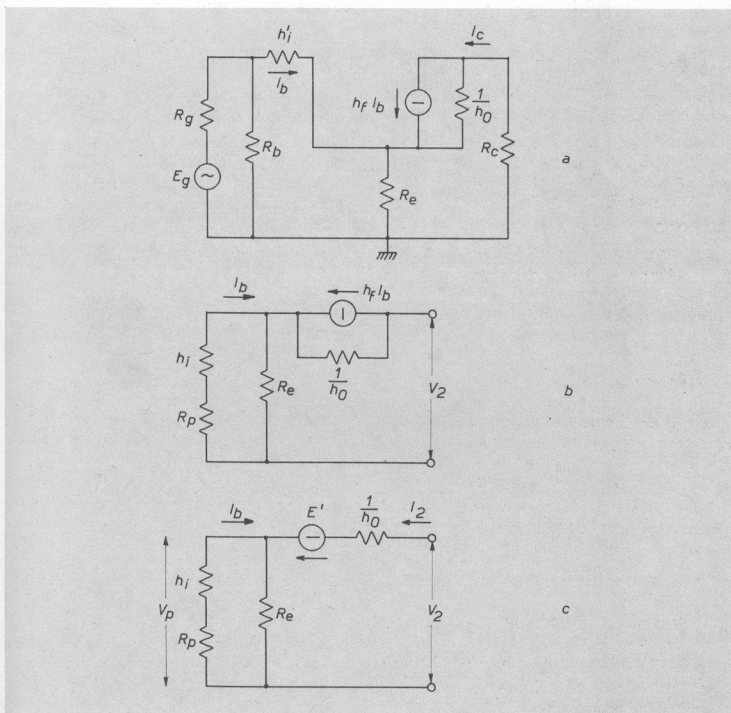 h'i
Ib
Ic
hf Ib
1/h0
Rg
Rb
Rc
a
Eg
Re
Ib
hf Ib
hi
1/h0
Re
V2
b
Rp
Ib
E'
1/h0
I2
hi
Vp
Re
V2
c
Rp